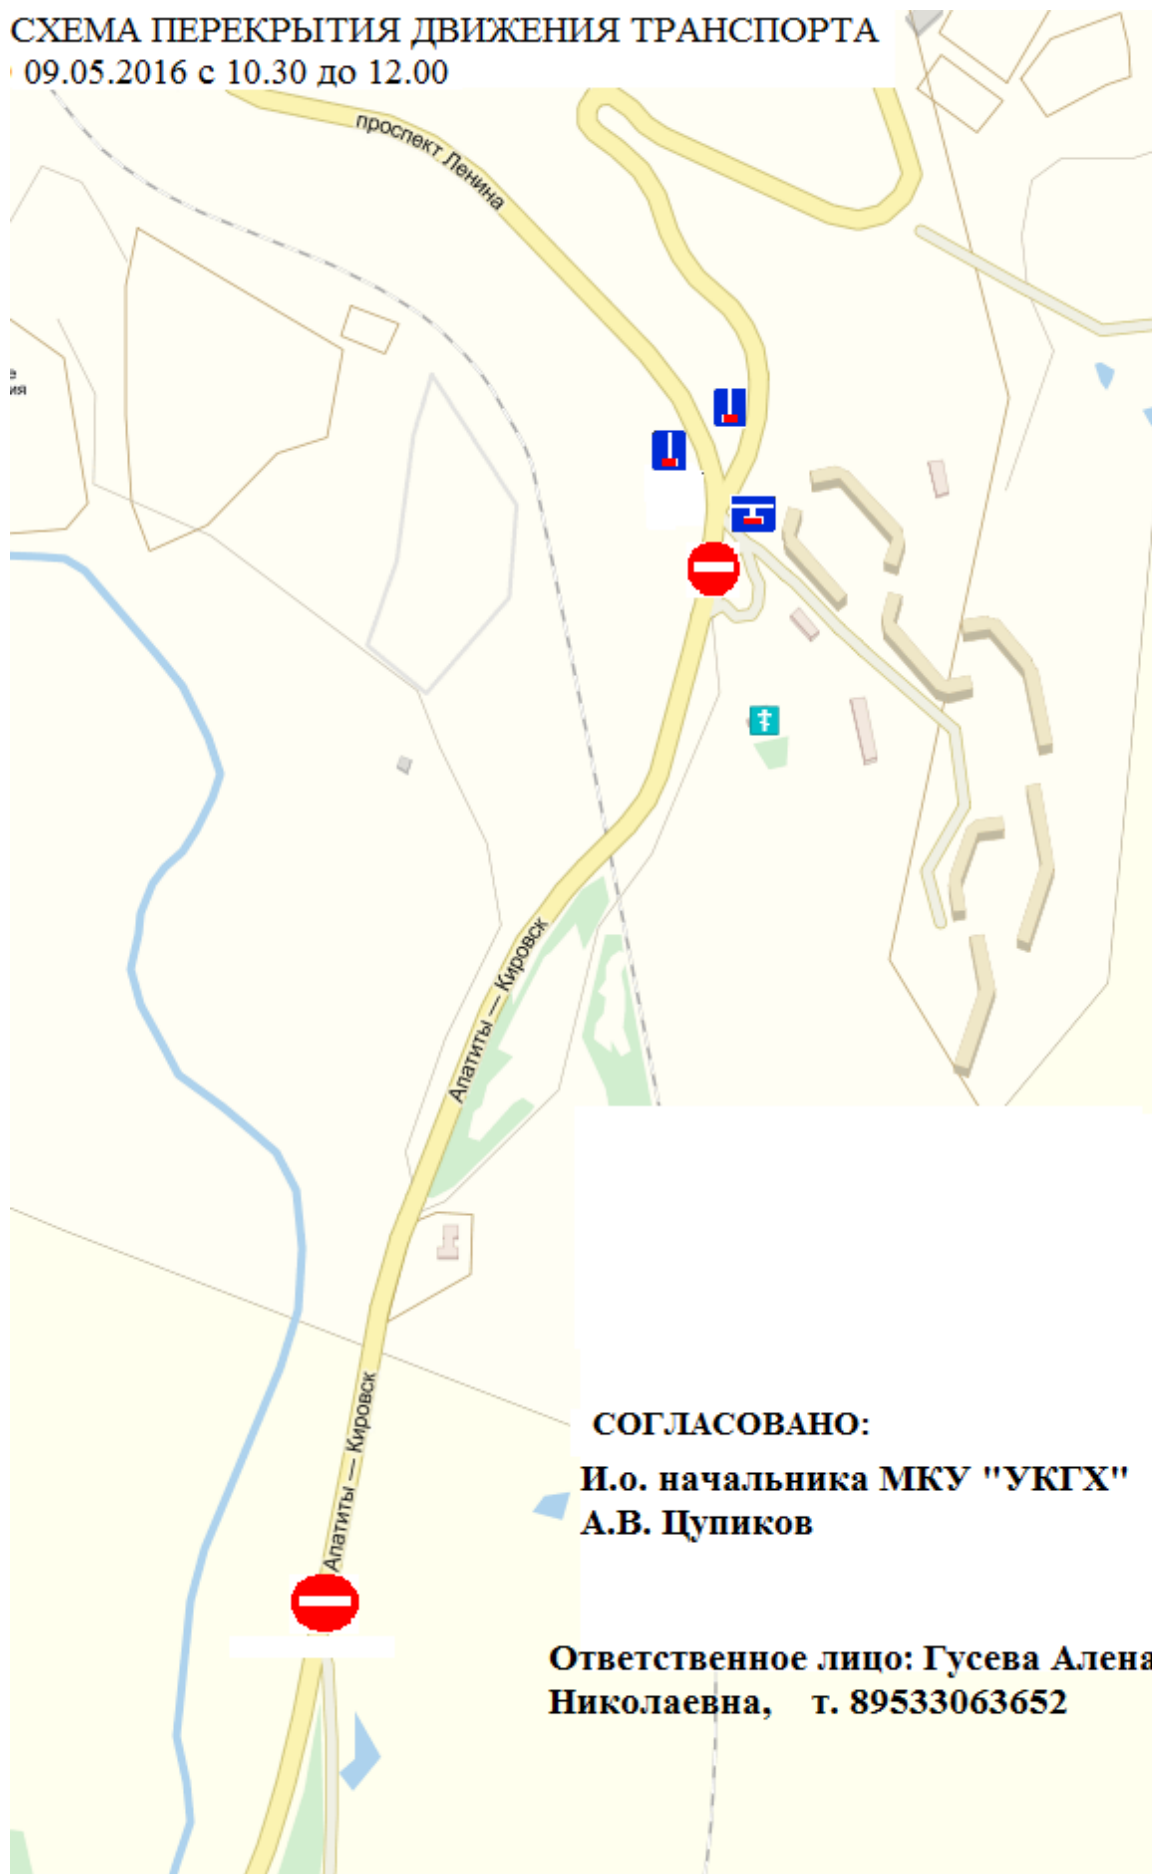 СХЕМА ПЕРЕКРЫТИЯ ДВИЖЕНИЯ ТРАНСПОРТА
09.05.2016 с 10.30 до 12.00
проспект Ленина
е
ия
Апатиты — Кировск
Апатиты — Кировск
СОГЛАСОВАНО:
И.о. начальника МКУ "УКГХ"
А.В. Цупиков
Ответственное лицо: Гусева Алена
Николаевна, т. 89533063652